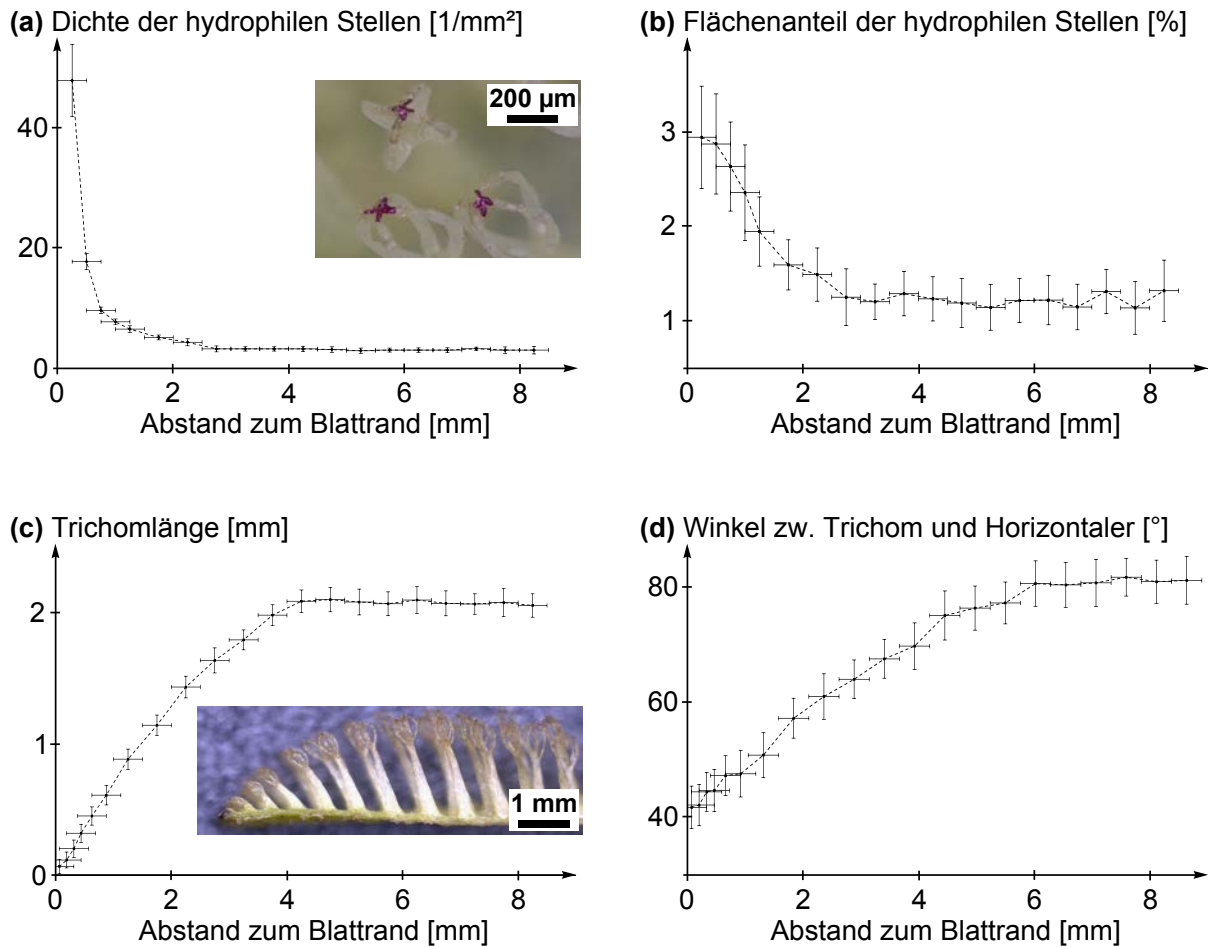 (a) Dichte der hydrophilen Stellen [1/mm²]
40
20
0
0 2 4 6 8
Abstand zum Blattrand [mm]
200 µm
(b) Flächenanteil der hydrophilen Stellen [%]
3
2
1
0 2 4 6 8
Abstand zum Blattrand [mm]
(c) Trichomlänge [mm]
2
1
0
0 2 4 6 8
Abstand zum Blattrand [mm]
1 mm
(d) Winkel zw. Trichom und Horizontaler [°]
80
60
40
0 2 4 6 8
Abstand zum Blattrand [mm]